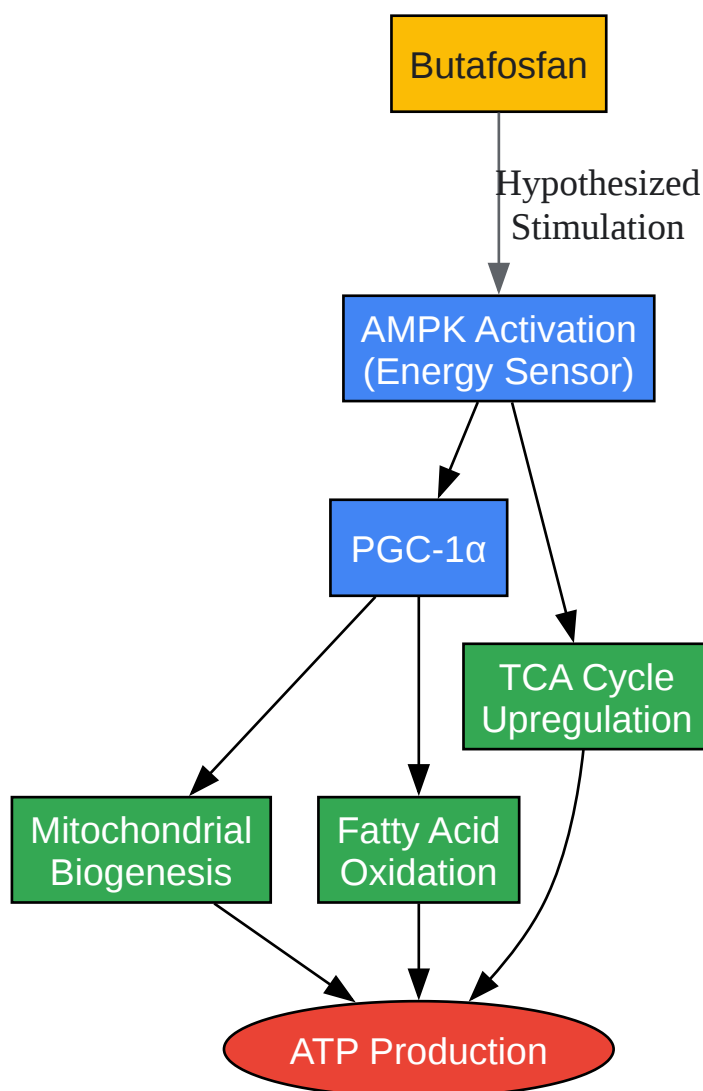 Butafosfan
Hypothesized
Stimulation
AMPK Activation
(Energy Sensor)
PGC-1α
TCA Cycle
Upregulation
Mitochondrial
Biogenesis
Fatty Acid
Oxidation
ATP Production